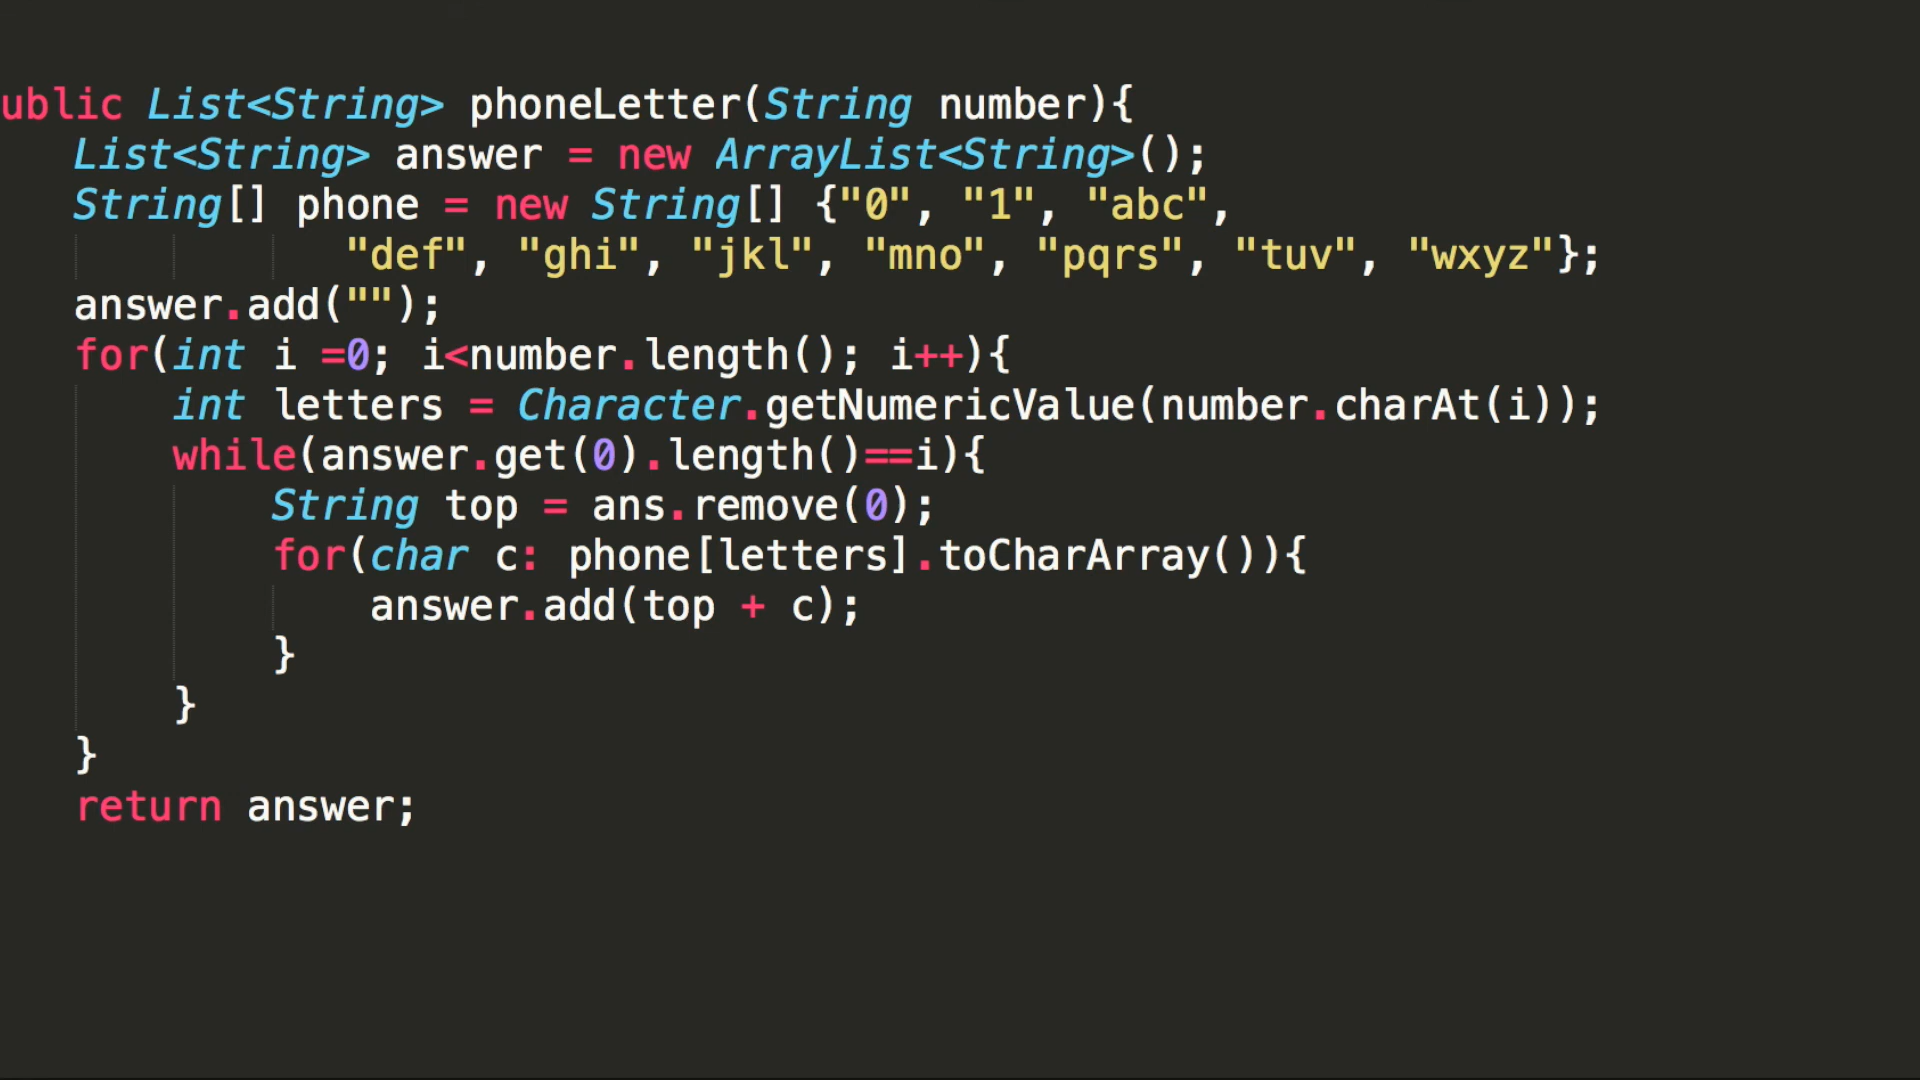 ublic List<String> phoneLetter(String number){
List<String> answer = new ArrayList<String>();
String[] phone = new String[] {"0", "1", "abc",
"def", "ghi", "jkl", "mno", "pqrs", "tuv", "wxyz"};
answer.add("");
for(int i =0; i<number.length(); i++){
int letters = Character.getNumericValue(number.charAt(i));
while(answer.get(0).length()==i){
String top = ans.remove(0);
for(char c: phone[letters].toCharArray()){
answer.add(top + c);
}
}
}
return answer;